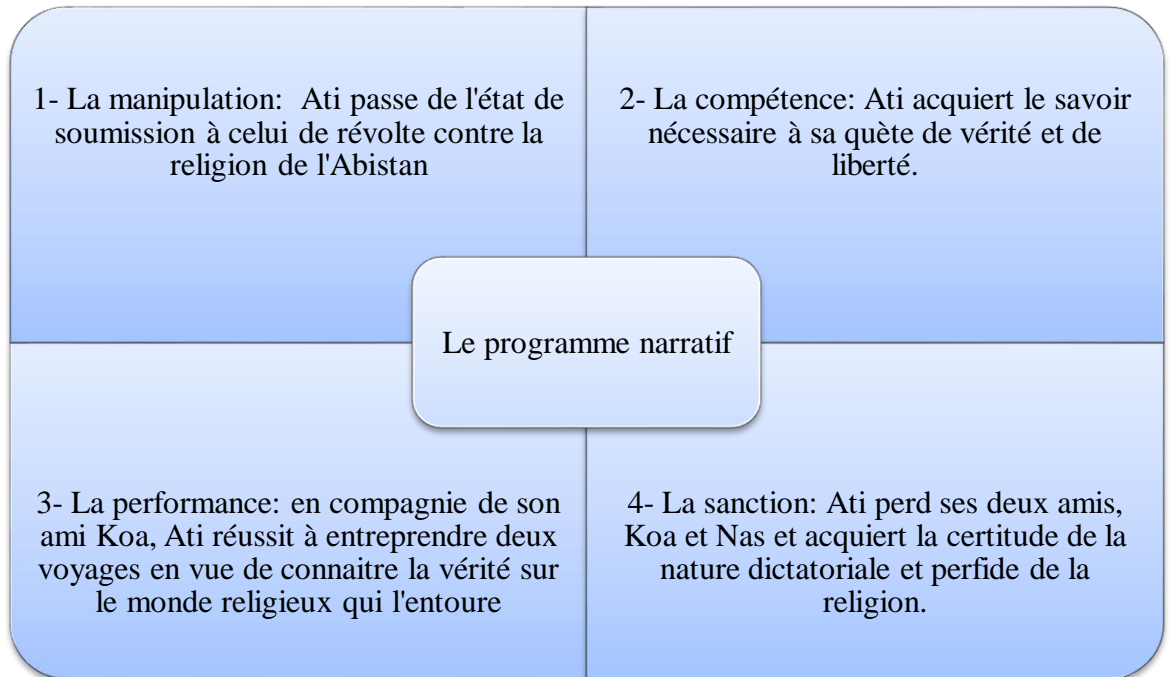 1- La manipulation:  Ati passe de l'état de
soumission à celui de révolte contre la
religion de l'Abistan
2- La compétence: Ati acquiert le savoir
nécessaire à sa quète de vérité et de
liberté.
Le programme narratif
3- La performance: en compagnie de son
ami Koa, Ati réussit à entreprendre deux
voyages en vue de connaitre la vérité sur
le monde religieux qui l'entoure
4- La sanction: Ati perd ses deux amis,
Koa et Nas et acquiert la certitude de la
nature dictatoriale et perfide de la
religion.